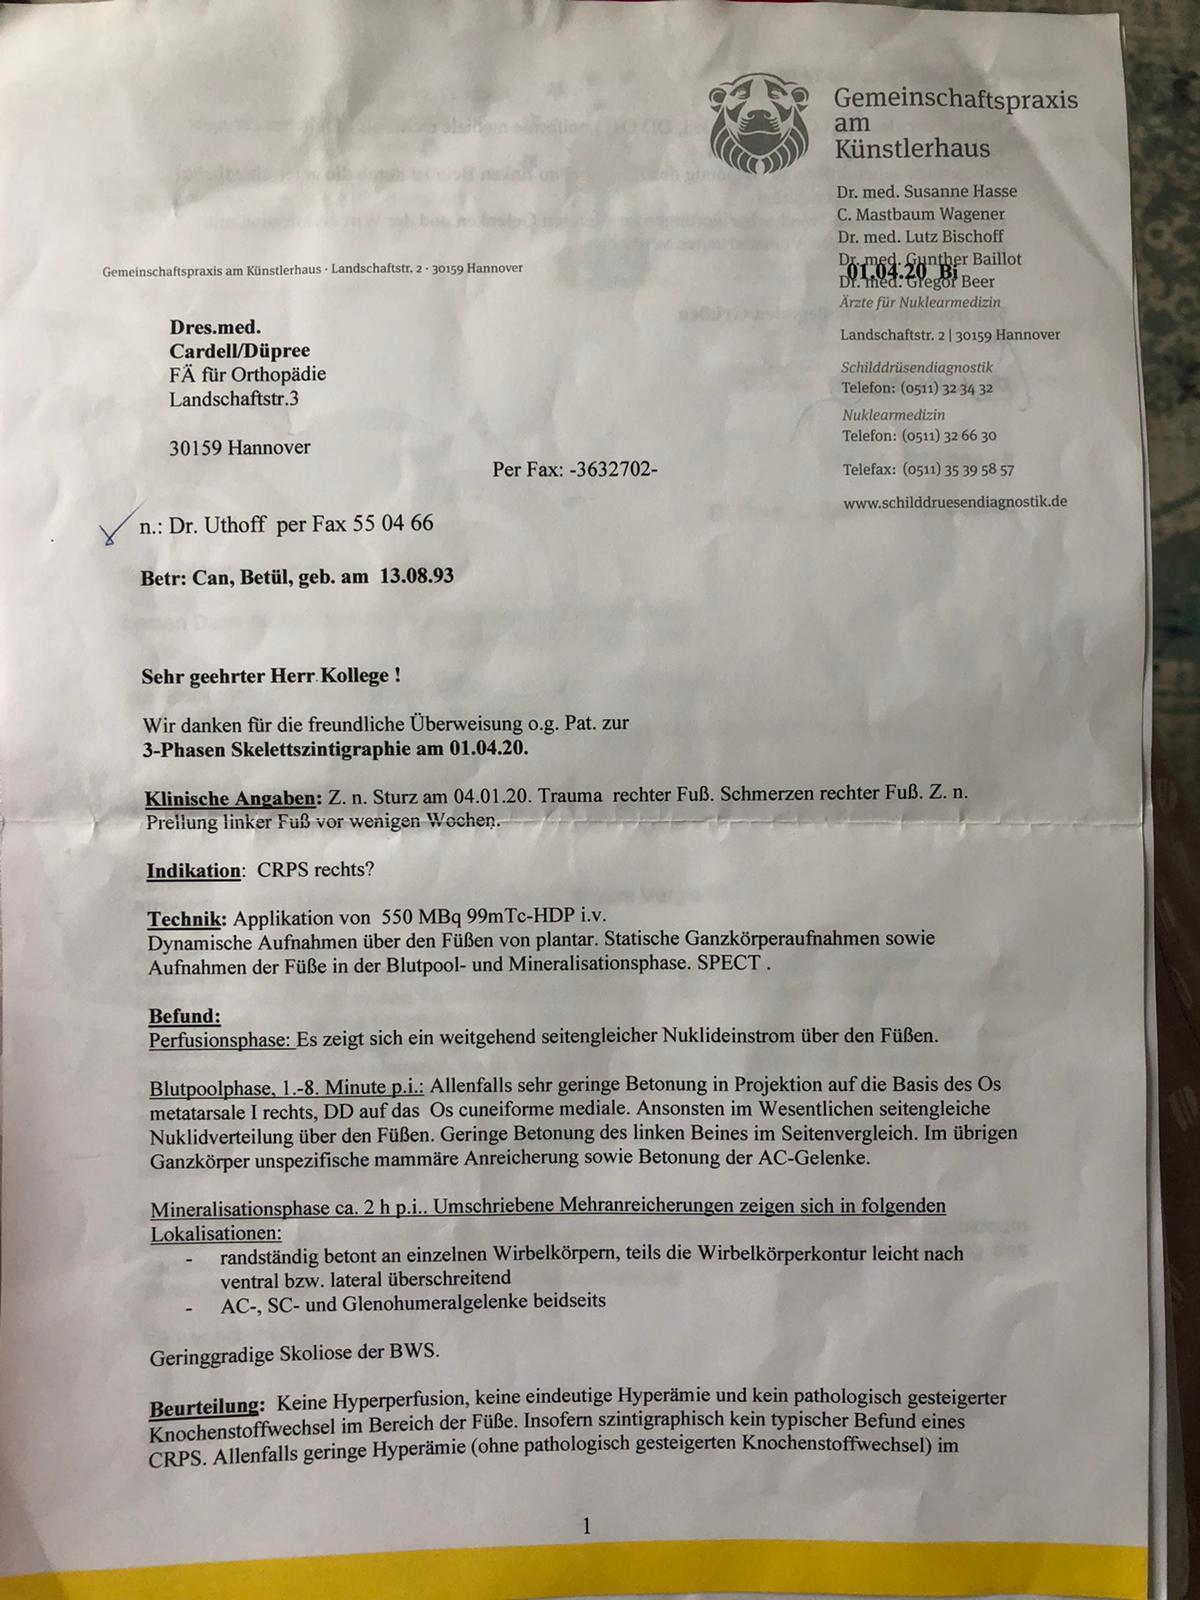 Gemeinschaftspraxis
am
Künstlerhaus
Dr. med. Susanne Hasse
C. Mastbaum Wagener
Dr. med. Lutz Bischoff
Dr. med. Gunther Baillot
01.04.20 Bi
Dr. med. Gregor Beer
Ärzte für Nuklearmedizin
Landschaftstr. 2 | 30159 Hannover
Schilddrüsendiagnostik
Telefon: (0511) 32 34 32
Nuklearmedizin
Telefon: (0511) 32 66 30
Telefax: (0511) 35 39 58 57
www.schilddruesendiagnostik.de
Gemeinschaftspraxis am Künstlerhaus · Landschaftstr. 2 · 30159 Hannover
Dres.med.
Cardell/Düpree
FÄ für Orthopädie
Landschaftstr.3
30159 Hannover
Per Fax: -3632702-
n.: Dr. Uthoff per Fax 55 04 66
Betr: Can, Betül, geb. am 13.08.93
Sehr geehrter Herr Kollege !
Wir danken für die freundliche Überweisung o.g. Pat. zur
3-Phasen Skelettszintigraphie am 01.04.20.
Klinische Angaben: Z. n. Sturz am 04.01.20. Trauma rechter Fuß. Schmerzen rechter Fuß. Z. n.
Prellung linker Fuß vor wenigen Wochen.
Indikation: CRPS rechts?
Technik: Applikation von 550 MBq 99mTc-HDP i.v.
Dynamische Aufnahmen über den Füßen von plantar. Statische Ganzkörperaufnahmen sowie
Aufnahmen der Füße in der Blutpool- und Mineralisationsphase. SPECT .
Befund:
Perfusionsphase: Es zeigt sich ein weitgehend seitengleicher Nuklideinstrom über den Füßen.
Blutpoolphase, 1.-8. Minute p.i.: Allenfalls sehr geringe Betonung in Projektion auf die Basis des Os
metatarsale I rechts, DD auf das Os cuneiforme mediale. Ansonsten im Wesentlichen seitengleiche
Nuklidverteilung über den Füßen. Geringe Betonung des linken Beines im Seitenvergleich. Im übrigen
Ganzkörper unspezifische mammäre Anreicherung sowie Betonung der AC-Gelenke.
Mineralisationsphase ca. 2 h p.i.. Umschriebene Mehranreicherungen zeigen sich in folgenden
Lokalisationen:
- randständig betont an einzelnen Wirbelkörpern, teils die Wirbelkörperkontur leicht nach
ventral bzw. lateral überschreitend
- AC-, SC- und Glenohumeralgelenke beidseits
Geringgradige Skoliose der BWS.
Beurteilung: Keine Hyperperfusion, keine eindeutige Hyperämie und kein pathologisch gesteigerter
Knochenstoffwechsel im Bereich der Füße. Insofern szintigraphisch kein typischer Befund eines
CRPS. Allenfalls geringe Hyperämie (ohne pathologisch gesteigerten Knochenstoffwechsel) im
1